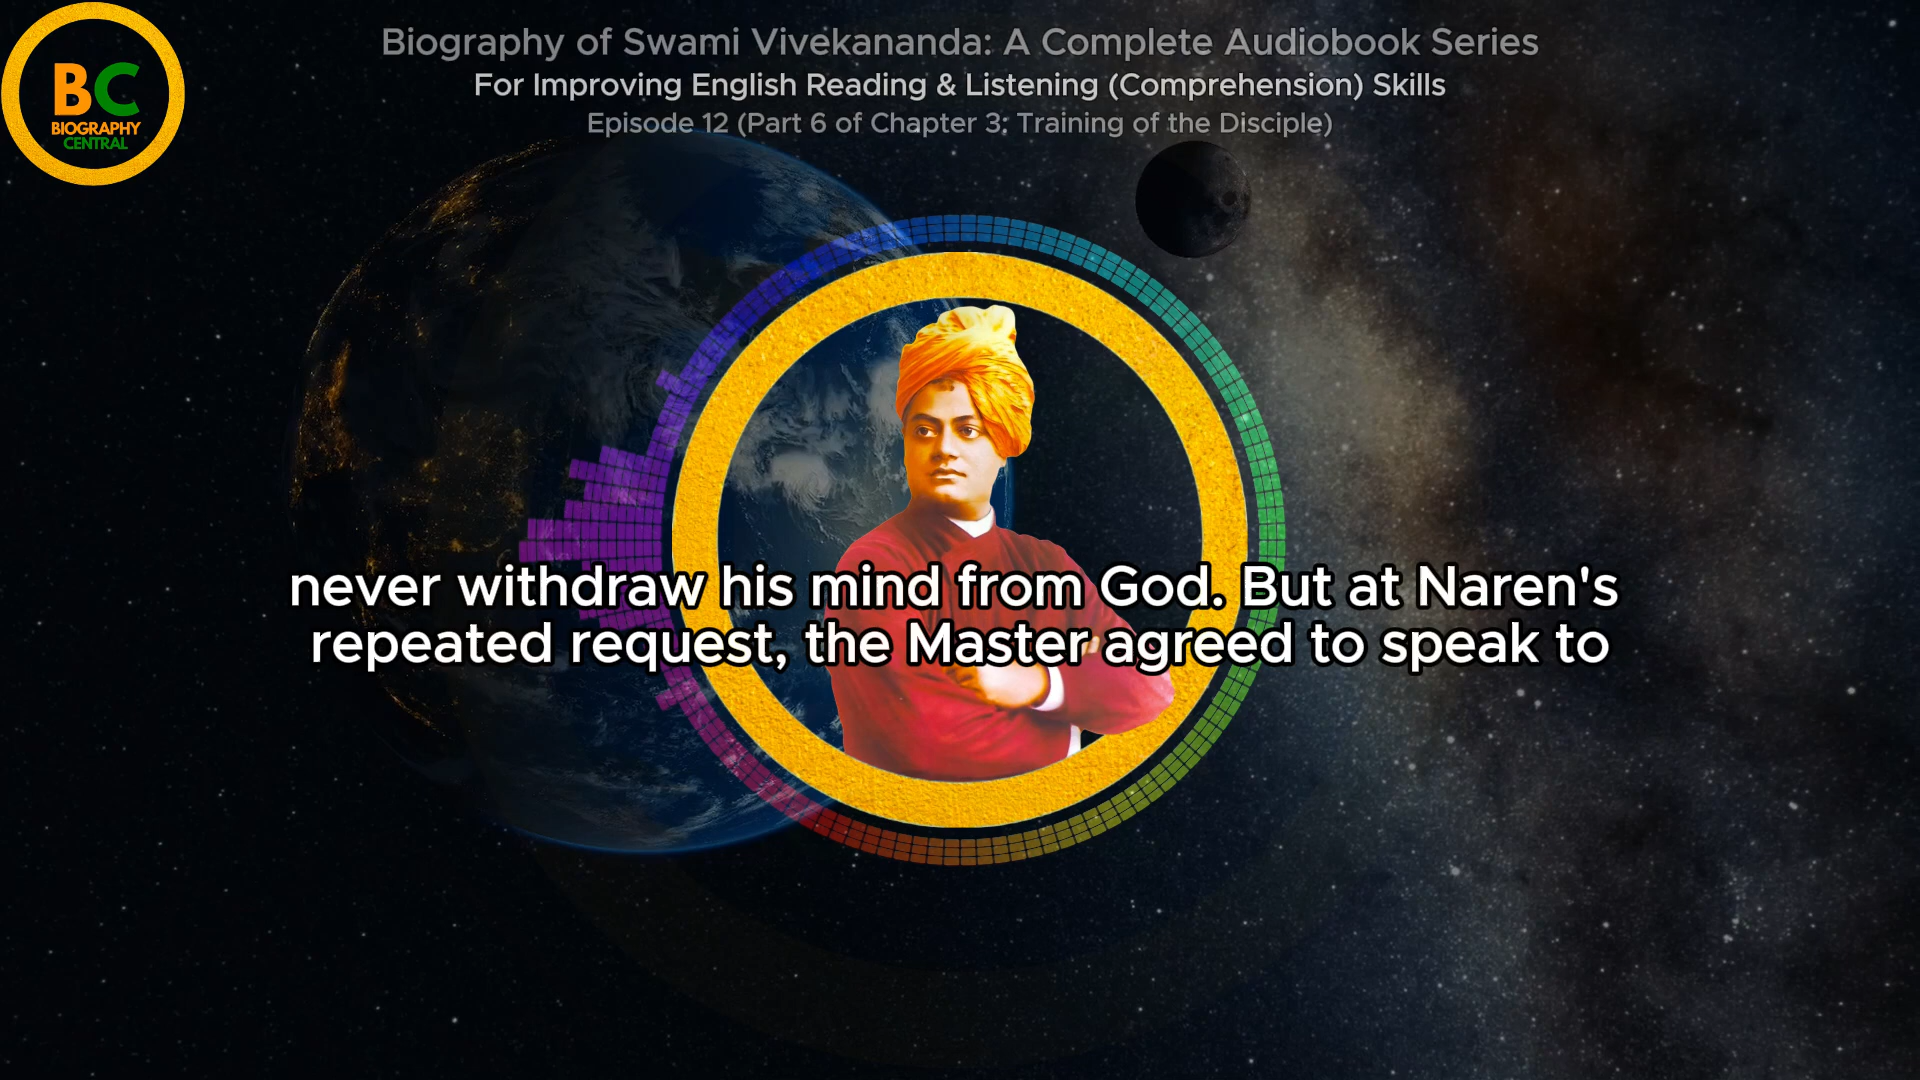 BC
BIOGRAPHY
CENTRAL
Biography of Swami Vivekananda: A Complete Audiobook Series
For Improving English Reading & Listening (Comprehension) Skills
Episode 12 (Part 6 of Chapter 3: Training of the Disciple)
never withdraw his mind from God. But at Naren's
repeated request, the Master agreed to speak to